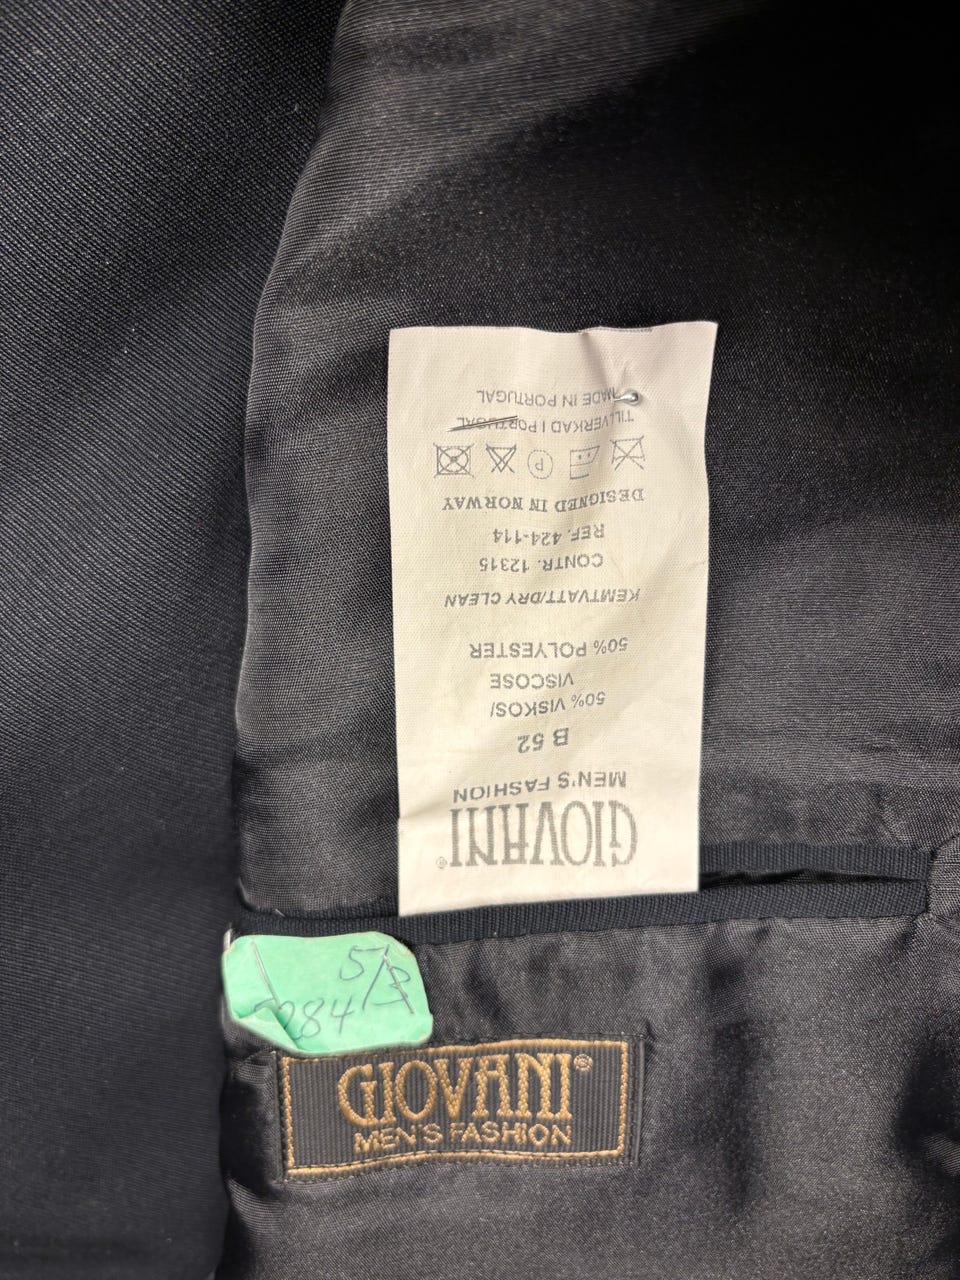 GIOVANI®
MEN'S FASHION
B 52
50% VISKOS/
VISCOSE
50% POLYESTER
KEMTVATT/DRY CLEAN
CONTR. 12315
REF. 424-114
DESIGNED IN NORWAY
P
TILLVERKAD I PORTUGAL
MADE IN PORTUGAL
GIOVANI®
MEN'S FASHION